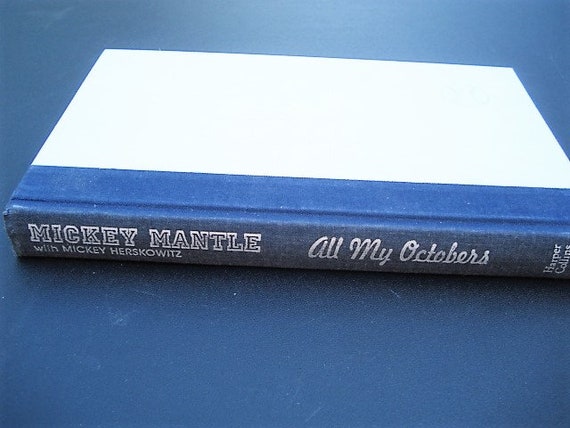 MICKEY MANTLE
with MICKEY HERSKOWITZ
All My Octobers
Harper
Collins